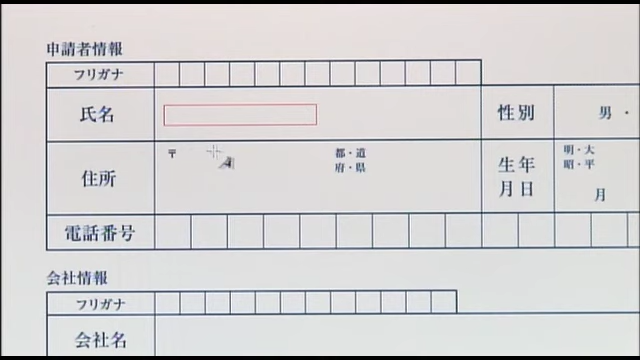 申請者情報
フリガナ
氏名
性別
男・
住所
〒
都・道
府・県
生年
月日
明・大
昭・平
月
電話番号
会社情報
フリガナ
会社名